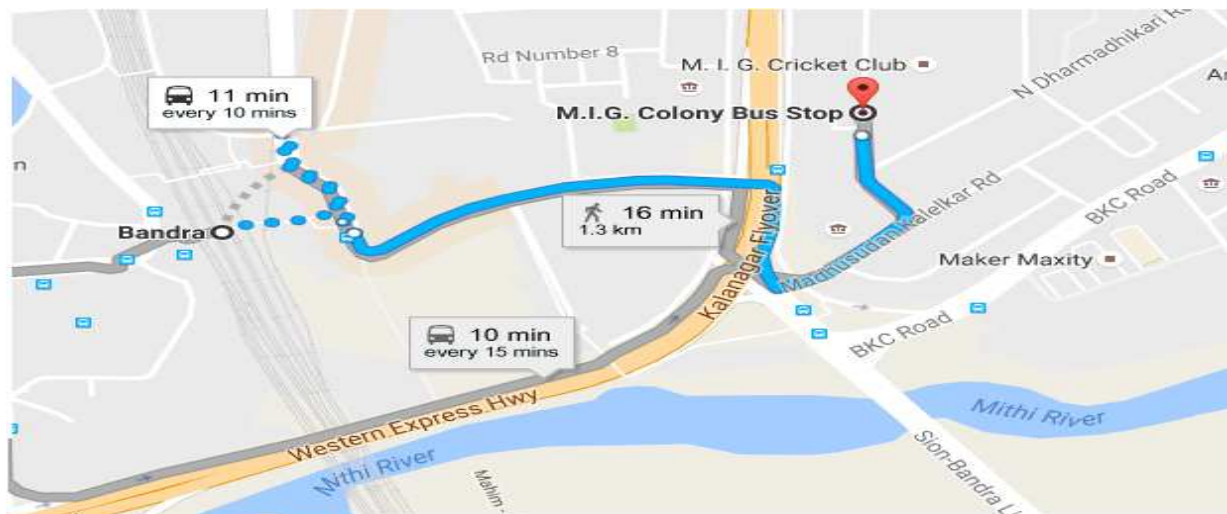 Rd Number 8
M. I. G. Cricket Club
N Dharmadhikari Rd
11 min
every 10 mins
M.I.G. Colony Bus Stop
Bandra
16 min
1.3 km
Kalanagar Flyover
Madhusudan Kalelkar Rd
BKC Road
Maker Maxity
10 min
every 15 mins
BKC Road
Western Express Hwy
Mithi River
Mithi River
Mahim
Sion-Bandra